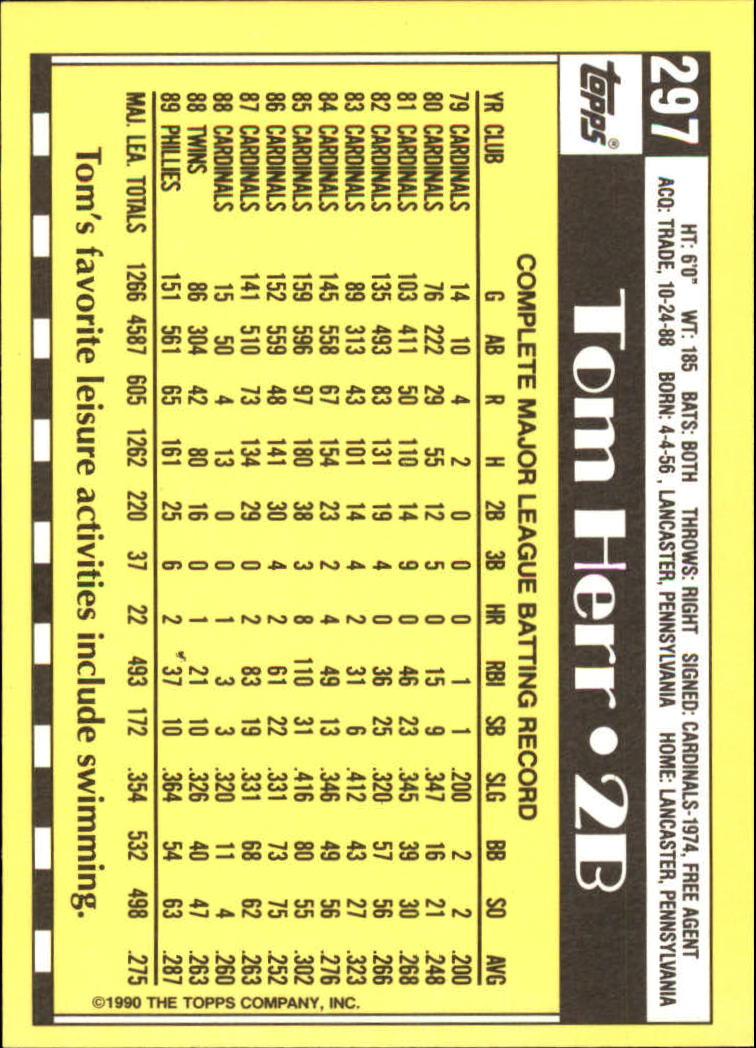 297
HT: 6'0" WT: 185 BATS: BOTH THROWS: RIGHT SIGNED: CARDINALS-1974, FREE AGENT
ACQ: TRADE, 10-24-88 BORN: 4-4-56, LANCASTER, PENNSYLVANIA HOME: LANCASTER, PENNSYLVANIA
topps®
Tom Herr • 2B
COMPLETE MAJOR LEAGUE BATTING RECORD
YR CLUB G AB R H 2B 3B HR RBI SB SLG BB SO AVG
79 CARDINALS 14 10 4 2 0 0 0 1 1 .200 2 2 .200
80 CARDINALS 76 222 29 55 12 5 0 15 9 .347 16 21 .248
81 CARDINALS 103 411 50 110 14 9 0 46 23 .345 39 30 .268
82 CARDINALS 135 493 83 131 19 4 0 36 25 .320 57 56 .266
83 CARDINALS 89 313 43 101 14 4 2 31 6 .412 43 27 .323
84 CARDINALS 145 558 67 154 23 2 4 49 13 .346 49 56 .276
85 CARDINALS 159 596 97 180 38 3 8 110 31 .416 80 55 .302
86 CARDINALS 152 559 48 141 30 4 2 61 22 .331 73 75 .252
87 CARDINALS 141 510 73 134 29 0 2 83 19 .331 68 62 .263
88 CARDINALS 15 50 4 13 0 0 1 3 3 .320 11 4 .260
88 TWINS 86 304 42 80 16 0 1 21 10 .326 40 47 .263
89 PHILLIES 151 561 65 161 25 6 2 37 10 .364 54 63 .287
MAJ. LEA. TOTALS 1266 4587 605 1262 220 37 22 493 172 .354 532 498 .275
©1990 THE TOPPS COMPANY, INC.
Tom's favorite leisure activities include swimming.